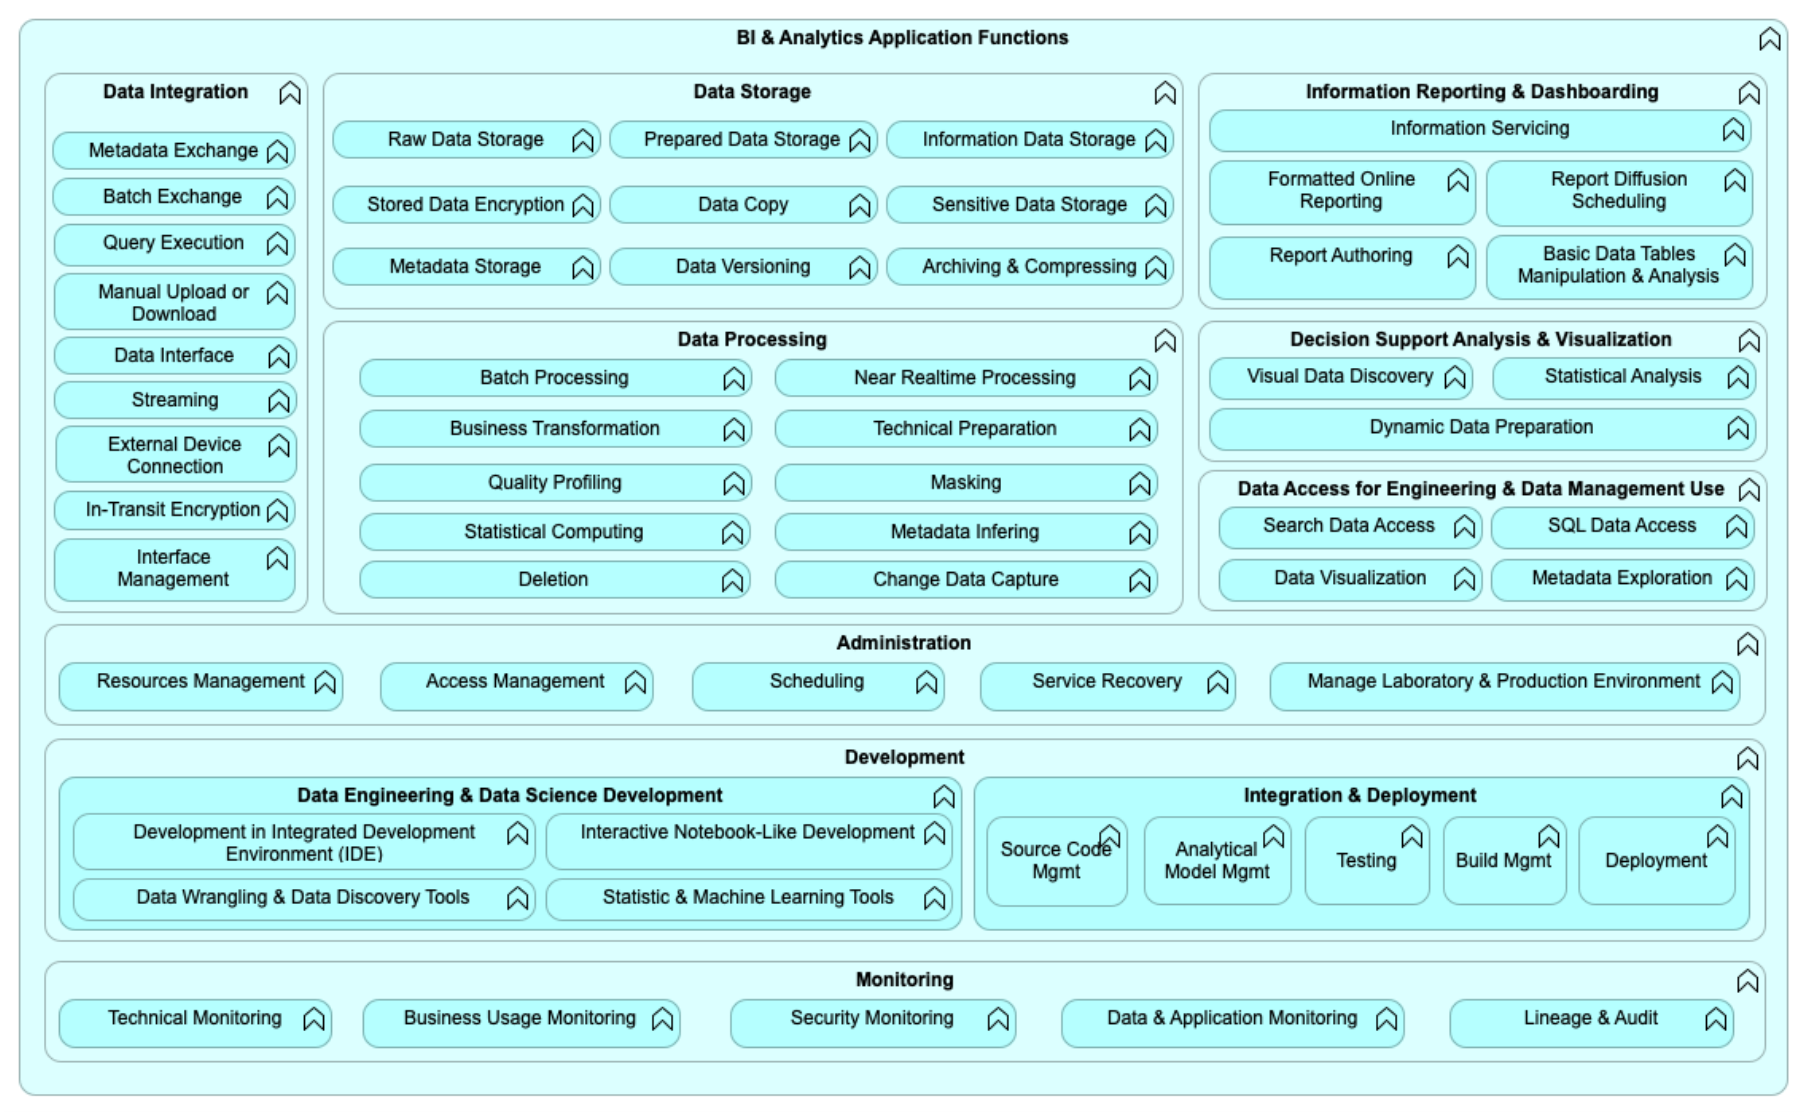 BI & Analytics Application Functions
Data Integration
Metadata Exchange
Batch Exchange
Query Execution
Manual Upload or
Download
Data Interface
Streaming
External Device
Connection
In-Transit Encryption
Interface
Management
Data Storage
Raw Data Storage
Prepared Data Storage
Information Data Storage
Stored Data Encryption
Data Copy
Sensitive Data Storage
Metadata Storage
Data Versioning
Archiving & Compressing
Data Processing
Batch Processing
Near Realtime Processing
Business Transformation
Technical Preparation
Quality Profiling
Masking
Statistical Computing
Metadata Infering
Deletion
Change Data Capture
Information Reporting & Dashboarding
Information Servicing
Formatted Online
Reporting
Report Diffusion
Scheduling
Report Authoring
Basic Data Tables
Manipulation & Analysis
Decision Support Analysis & Visualization
Visual Data Discovery
Statistical Analysis
Dynamic Data Preparation
Data Access for Engineering & Data Management Use
Search Data Access
SQL Data Access
Data Visualization
Metadata Exploration
Administration
Resources Management
Access Management
Scheduling
Service Recovery
Manage Laboratory & Production Environment
Development
Data Engineering & Data Science Development
Development in Integrated Development
Environment (IDE)
Interactive Notebook-Like Development
Data Wrangling & Data Discovery Tools
Statistic & Machine Learning Tools
Integration & Deployment
Source Code
Mgmt
Analytical
Model Mgmt
Testing
Build Mgmt
Deployment
Monitoring
Technical Monitoring
Business Usage Monitoring
Security Monitoring
Data & Application Monitoring
Lineage & Audit